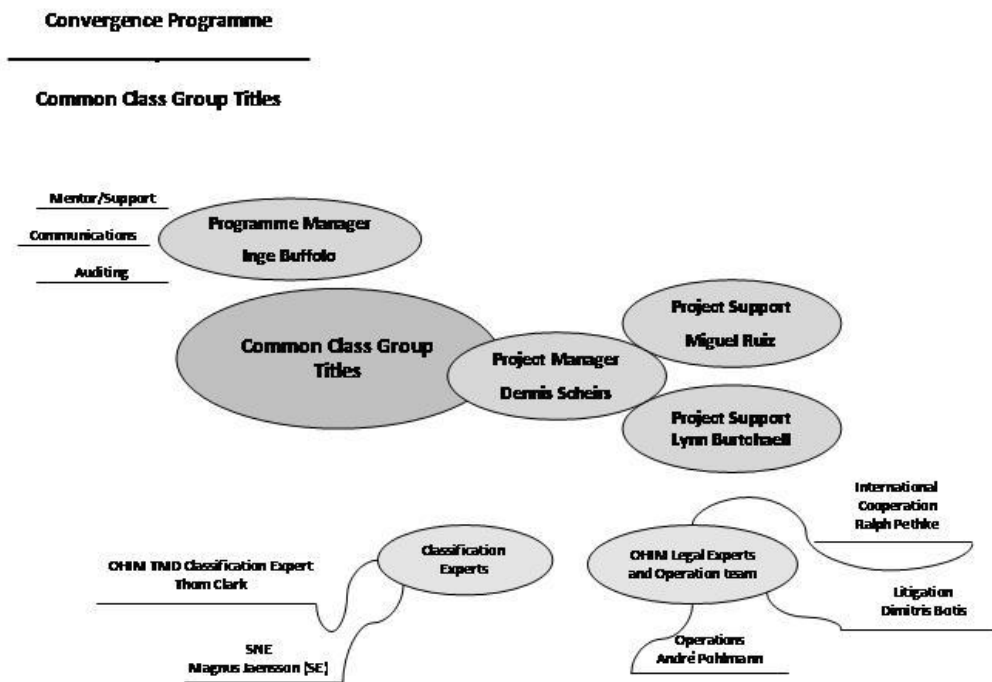 Convergence Programme
Common Class Group Titles
Mentor/Support
Communications
Auditing
Programme Manager
Inge Buffolo
Common Class Group
Titles
Project Manager
Dennis Scheirs
Project Support
Miguel Ruiz
Project Support
Lynn Burtchaell
Classification
Experts
OHIM TMD Classification Expert
Thom Clark
SNE
Magnus Jaensson (SE)
OHIM Legal Experts
and Operation team
International
Cooperation
Ralph Pethke
Litigation
Dimitris Botis
Operations
André Pohlmann